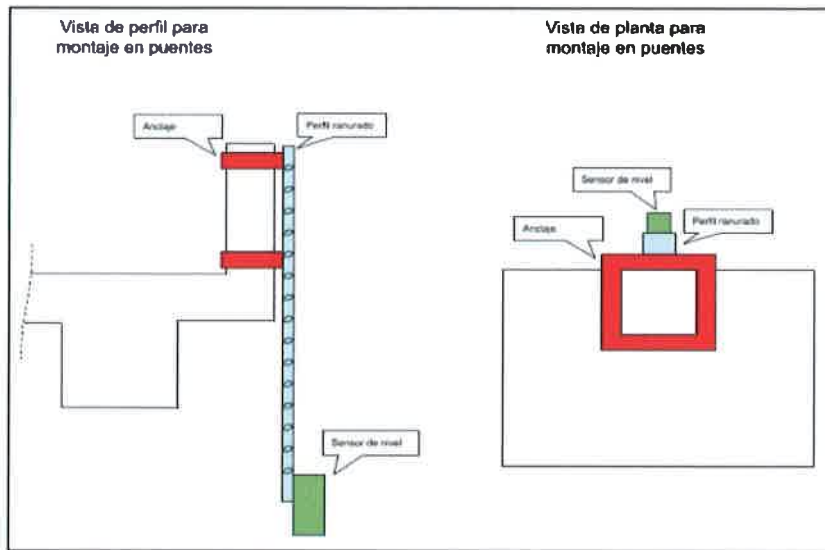 Vista de perfil para
montaje en puentes
Vista de planta para
montaje en puentes
Anclaje
Perfil ranurado
Sensor de nivel
Sensor de nivel
Anclaje
Perfil ranurado